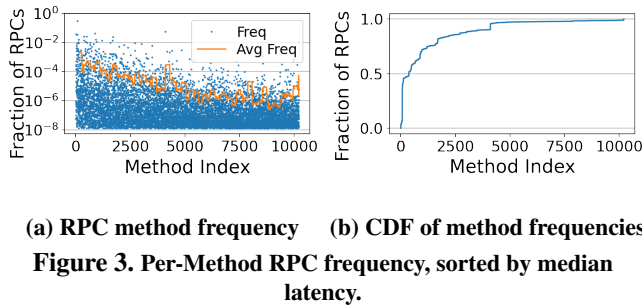 Fraction of RPCs
10⁰
10⁻²
10⁻⁴
10⁻⁶
10⁻⁸
Freq
Avg Freq
0 2500 5000 7500 10000
Method Index
Fraction of RPCs
1.0
0.5
0.0
0 2500 5000 7500 10000
Method Index
(a) RPC method frequency (b) CDF of method frequencies
Figure 3. Per-Method RPC frequency, sorted by median
latency.